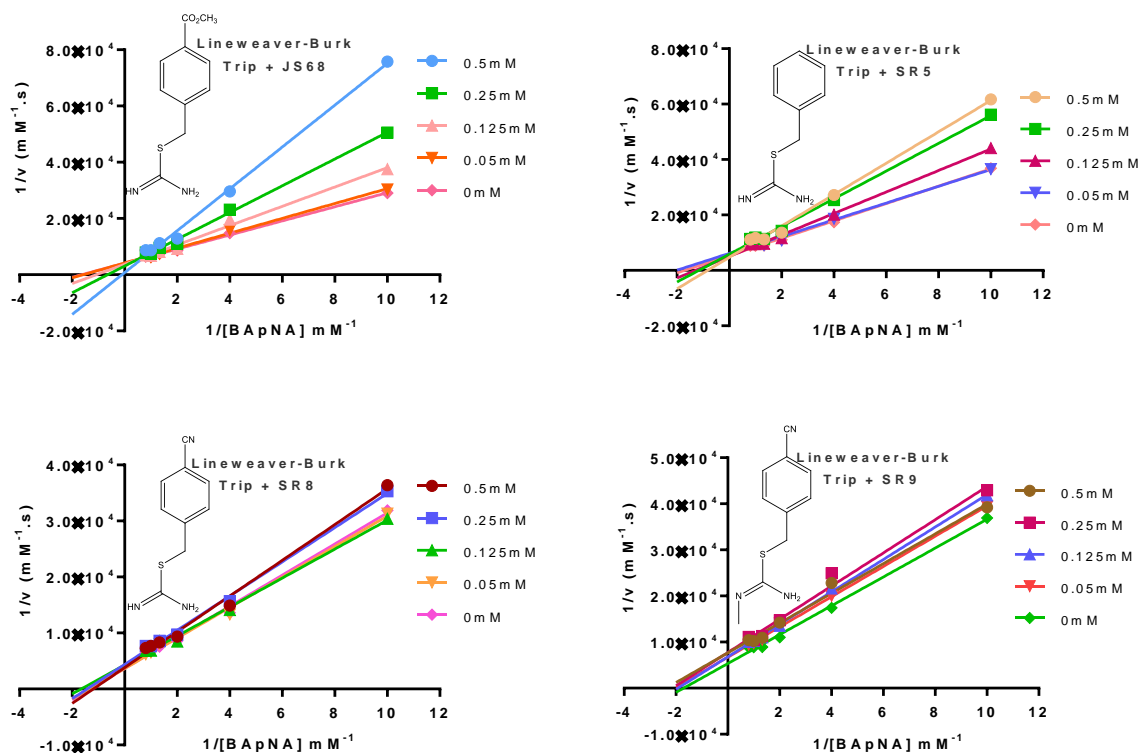 CO₂CH₃
Lineweaver-Burk
Trip + JS68
S
HN
NH₂
1/v (mM⁻¹.s)
8.0✖10⁴
6.0✖10⁴
4.0✖10⁴
2.0✖10⁴
-2.0✖10⁴
-4 -2 2 4 6 8 10 12
1/[BApNA] mM⁻¹
0.5mM
0.25mM
0.125mM
0.05mM
0mM
Lineweaver-Burk
Trip + SR5
S
HN
NH₂
1/v (mM⁻¹.s)
8.0✖10⁴
6.0✖10⁴
4.0✖10⁴
2.0✖10⁴
-2.0✖10⁴
-4 -2 0 2 4 6 8 10 12
1/[BApNA] mM⁻¹
0.5mM
0.25mM
0.125mM
0.05mM
0mM
CN
Lineweaver-Burk
Trip + SR8
S
HN
NH₂
1/v (mM⁻¹.s)
4.0✖10⁴
3.0✖10⁴
2.0✖10⁴
1.0✖10⁴
-1.0✖10⁴
-4 -2 2 4 6 8 10 12
1/[BApNA] mM⁻¹
0.5mM
0.25mM
0.125mM
0.05mM
0mM
CN
Lineweaver-Burk
Trip + SR9
S
N
NH₂
1/v (mM⁻¹.s)
5.0✖10⁴
4.0✖10⁴
3.0✖10⁴
2.0✖10⁴
1.0✖10⁴
-1.0✖10⁴
-4 -2 2 4 6 8 10 12
1/[BApNA] mM⁻¹
0.5mM
0.25mM
0.125mM
0.05mM
0mM